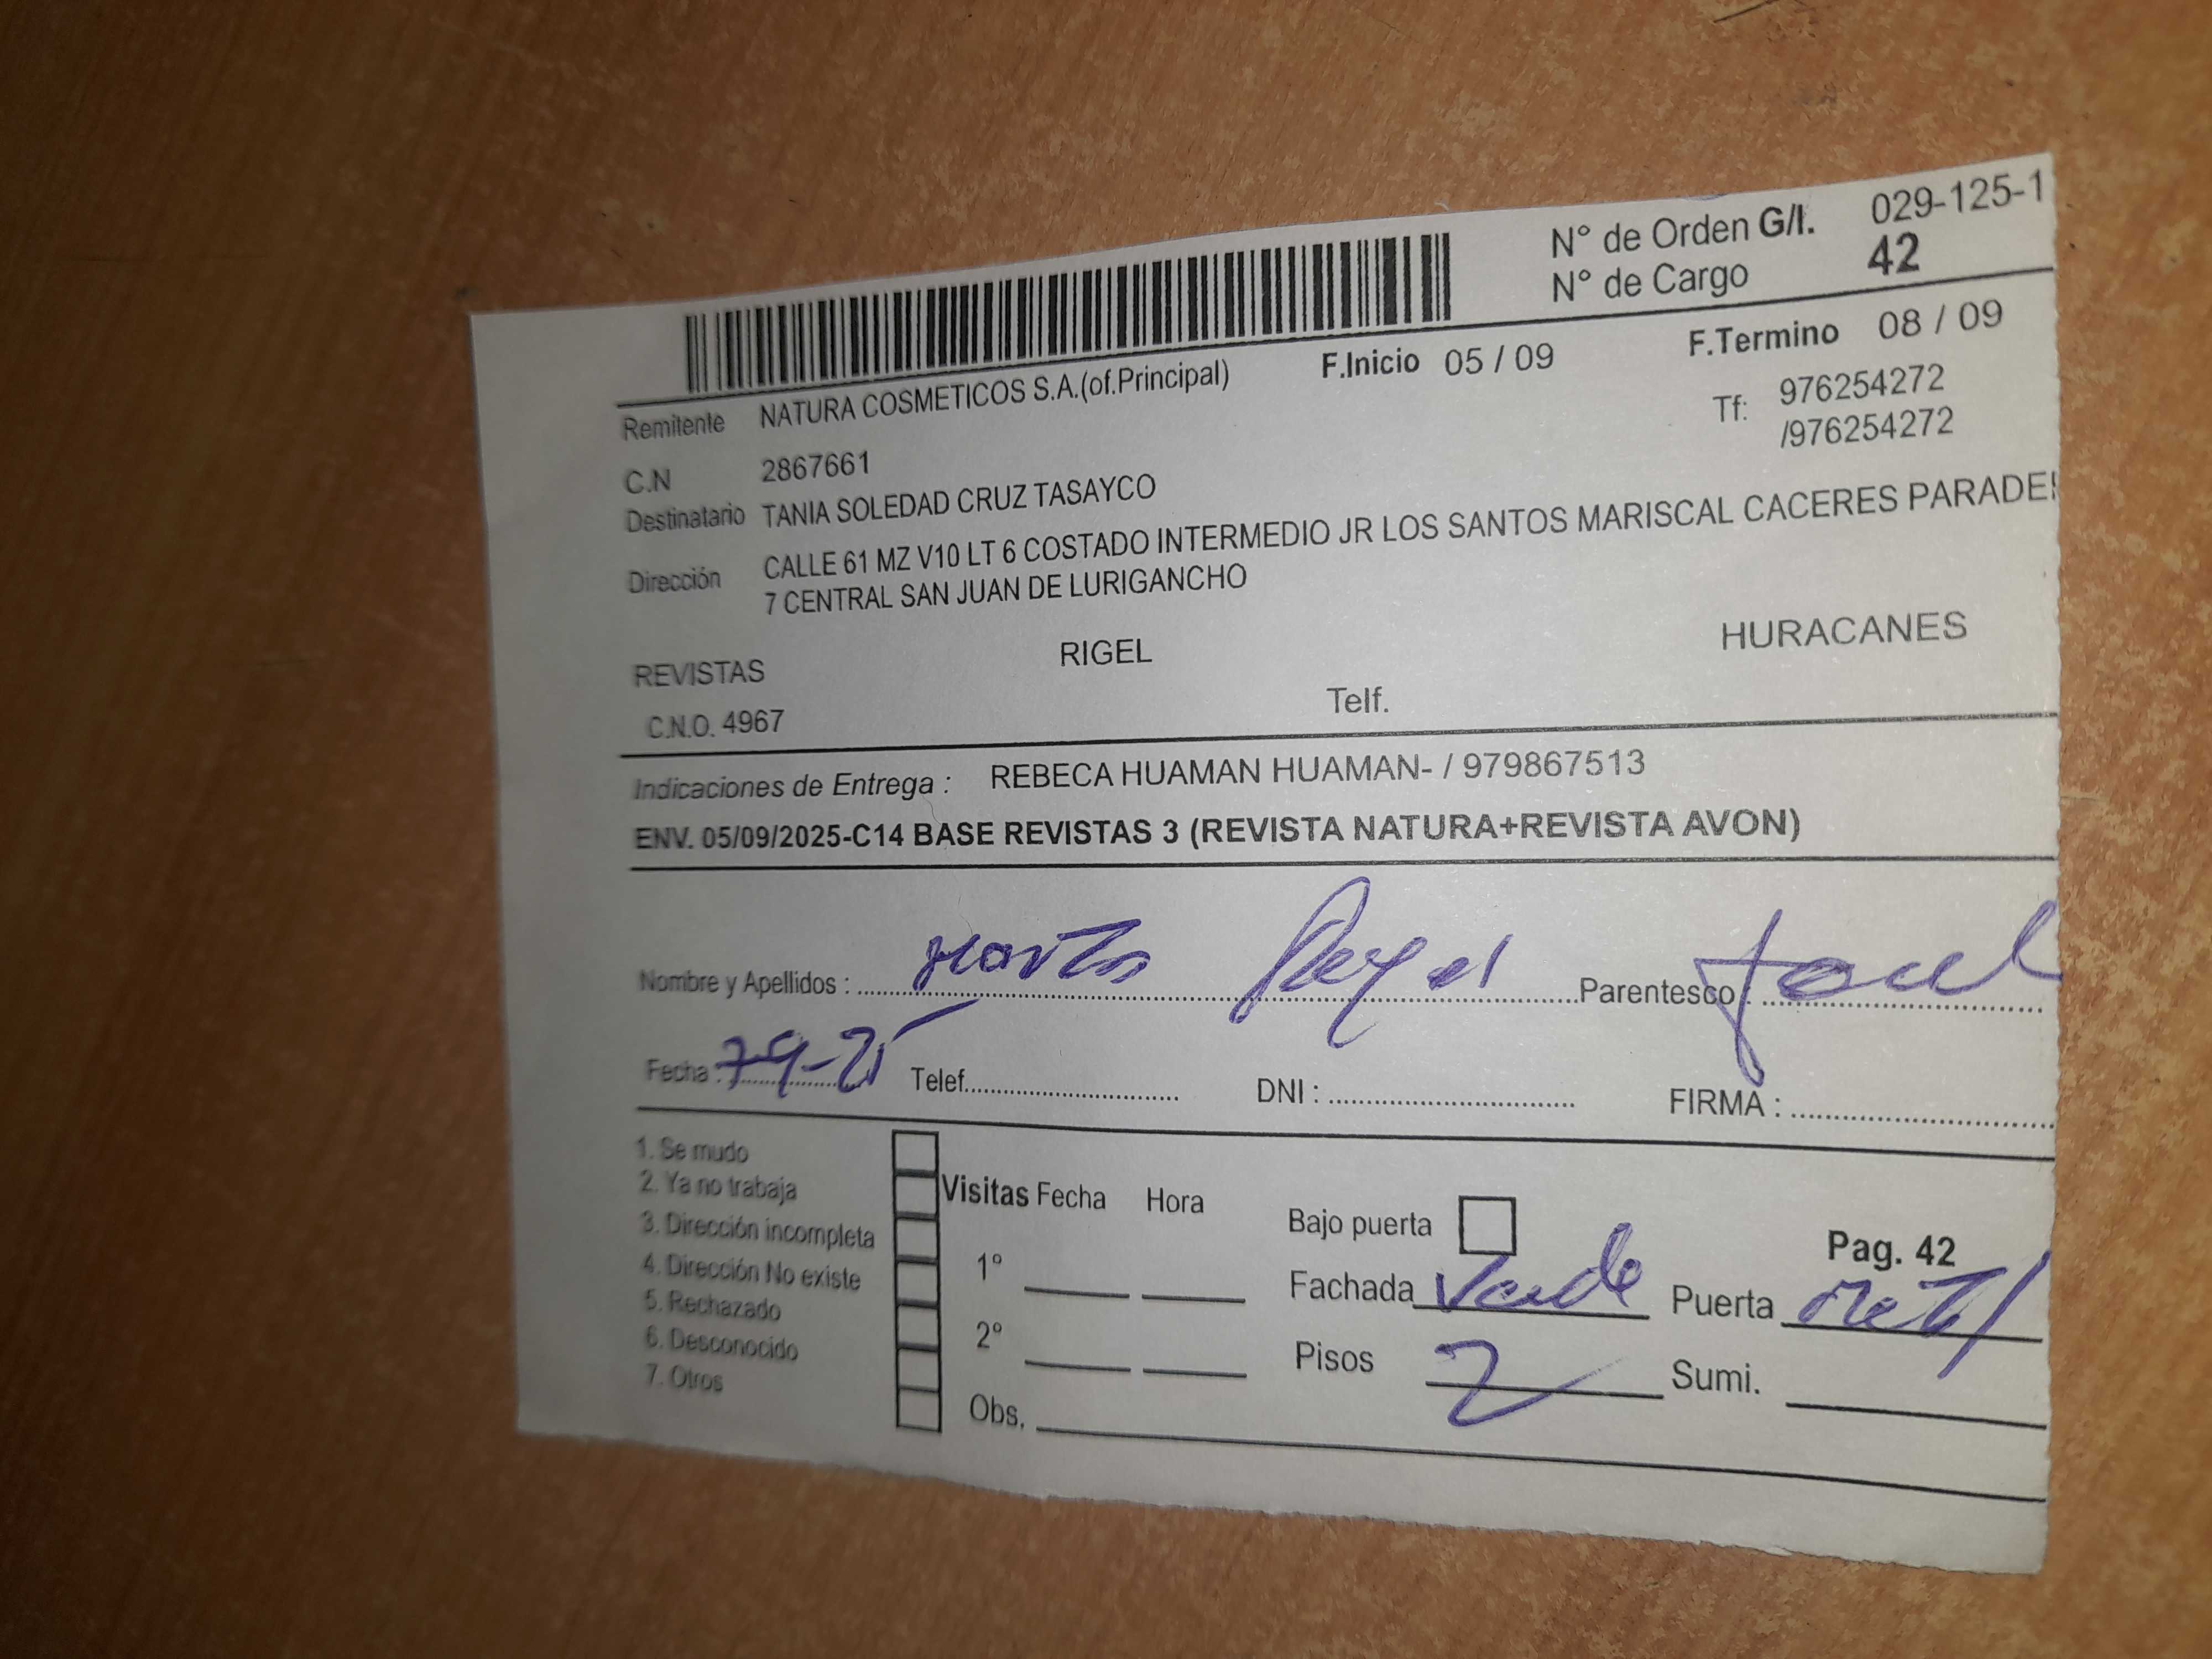 N° de Orden G/I. 029-125-1
N° de Cargo 42
F.Inicio 05 / 09 F.Termino 08 / 09
Remitente NATURA COSMETICOS S.A.(of.Principal)
Tf: 976254272
/976254272
C.N 2867661
Destinatario TANIA SOLEDAD CRUZ TASAYCO
Dirección CALLE 61 MZ V10 LT 6 COSTADO INTERMEDIO JR LOS SANTOS MARISCAL CACERES
7 CENTRAL SAN JUAN DE LURIGANCHO
REVISTAS RIGEL HURACANES
C.N.O. 4967 Telf.
Indicaciones de Entrega : REBECA HUAMAN HUAMAN- / 979867513
ENV. 05/09/2025-C14 BASE REVISTAS 3 (REVISTA NATURA+REVISTA AVON)
Nombre y Apellidos : Parentesco :
Fecha : 7-9-25 Telef. DNI : FIRMA :
1. Se mudo
2. Ya no trabaja
3. Dirección incompleta
4. Dirección No existe
5. Rechazado
6. Desconocido
7. Otros
Visitas Fecha Hora
1°
2°
Obs.
Bajo puerta
Pag. 42
Fachada Verde Puerta Metal
Pisos 2 Sumi.